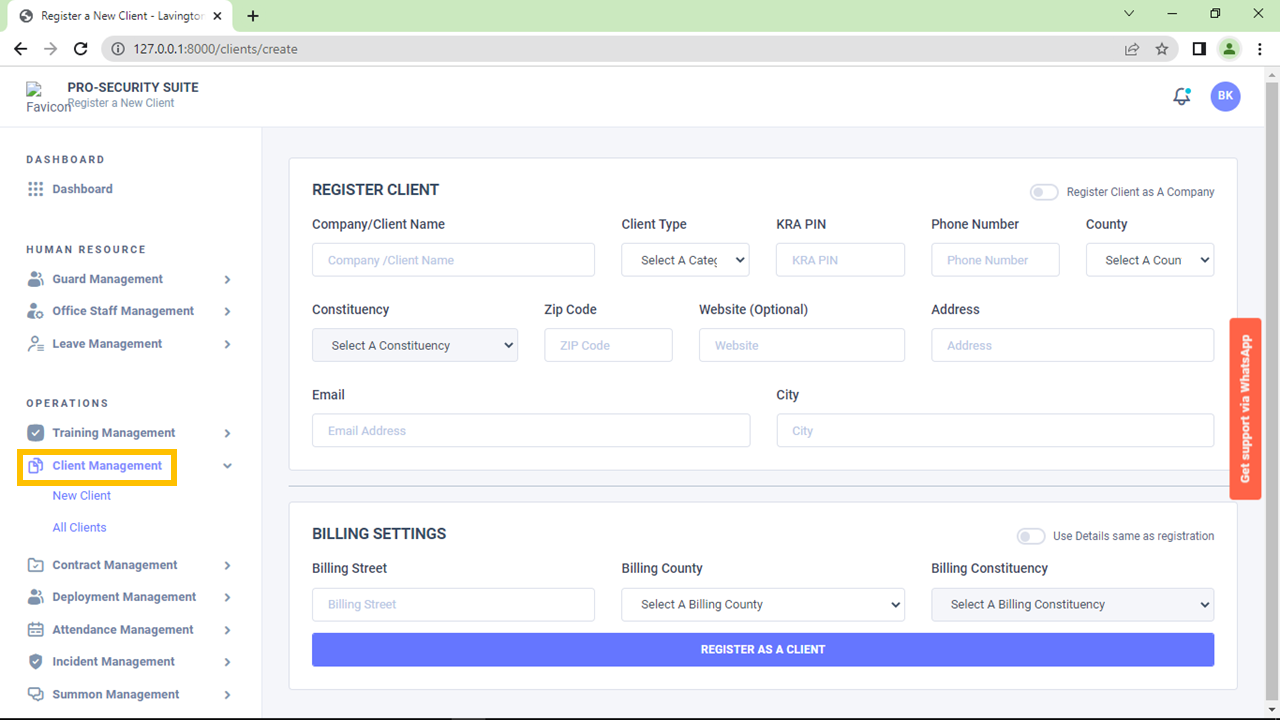 Register a New Client - Lavington
127.0.0.1:8000/clients/create
Favicon
PRO-SECURITY SUITE
Register a New Client
BK
DASHBOARD
Dashboard
HUMAN RESOURCE
Guard Management
Office Staff Management
Leave Management
OPERATIONS
Training Management
Client Management
New Client
All Clients
Contract Management
Deployment Management
Attendance Management
Incident Management
Summon Management
REGISTER CLIENT
Register Client as A Company
Company/Client Name
Client Type
KRA PIN
Phone Number
County
Company /Client Name
Select A Categ
KRA PIN
Phone Number
Select A Coun
Constituency
Zip Code
Website (Optional)
Address
Select A Constituency
ZIP Code
Website
Address
Email
City
Email Address
City
BILLING SETTINGS
Use Details same as registration
Billing Street
Billing County
Billing Constituency
Billing Street
Select A Billing County
Select A Billing Constituency
REGISTER AS A CLIENT
Get support via WhatsApp